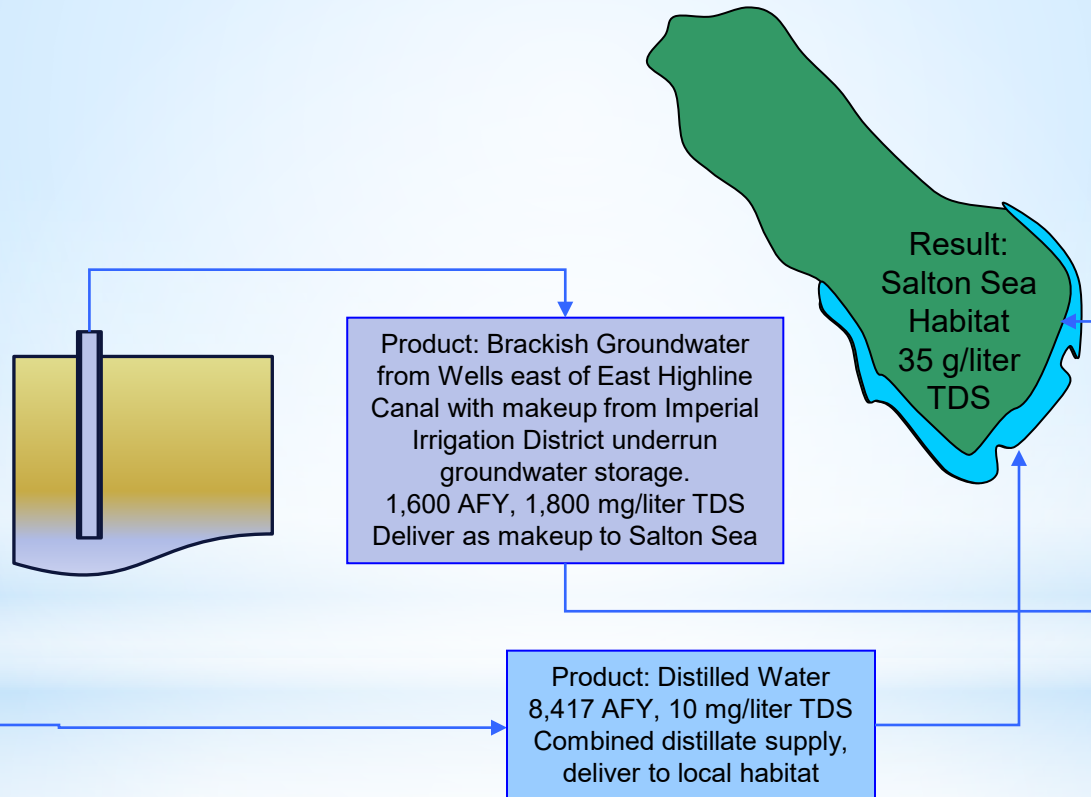 Result:
Salton Sea
Habitat
35 g/liter
TDS
Product: Brackish Groundwater
from Wells east of East Highline
Canal with makeup from Imperial
Irrigation District underrun
groundwater storage.
1,600 AFY, 1,800 mg/liter TDS
Deliver as makeup to Salton Sea
Product: Distilled Water
8,417 AFY, 10 mg/liter TDS
Combined distillate supply,
deliver to local habitat